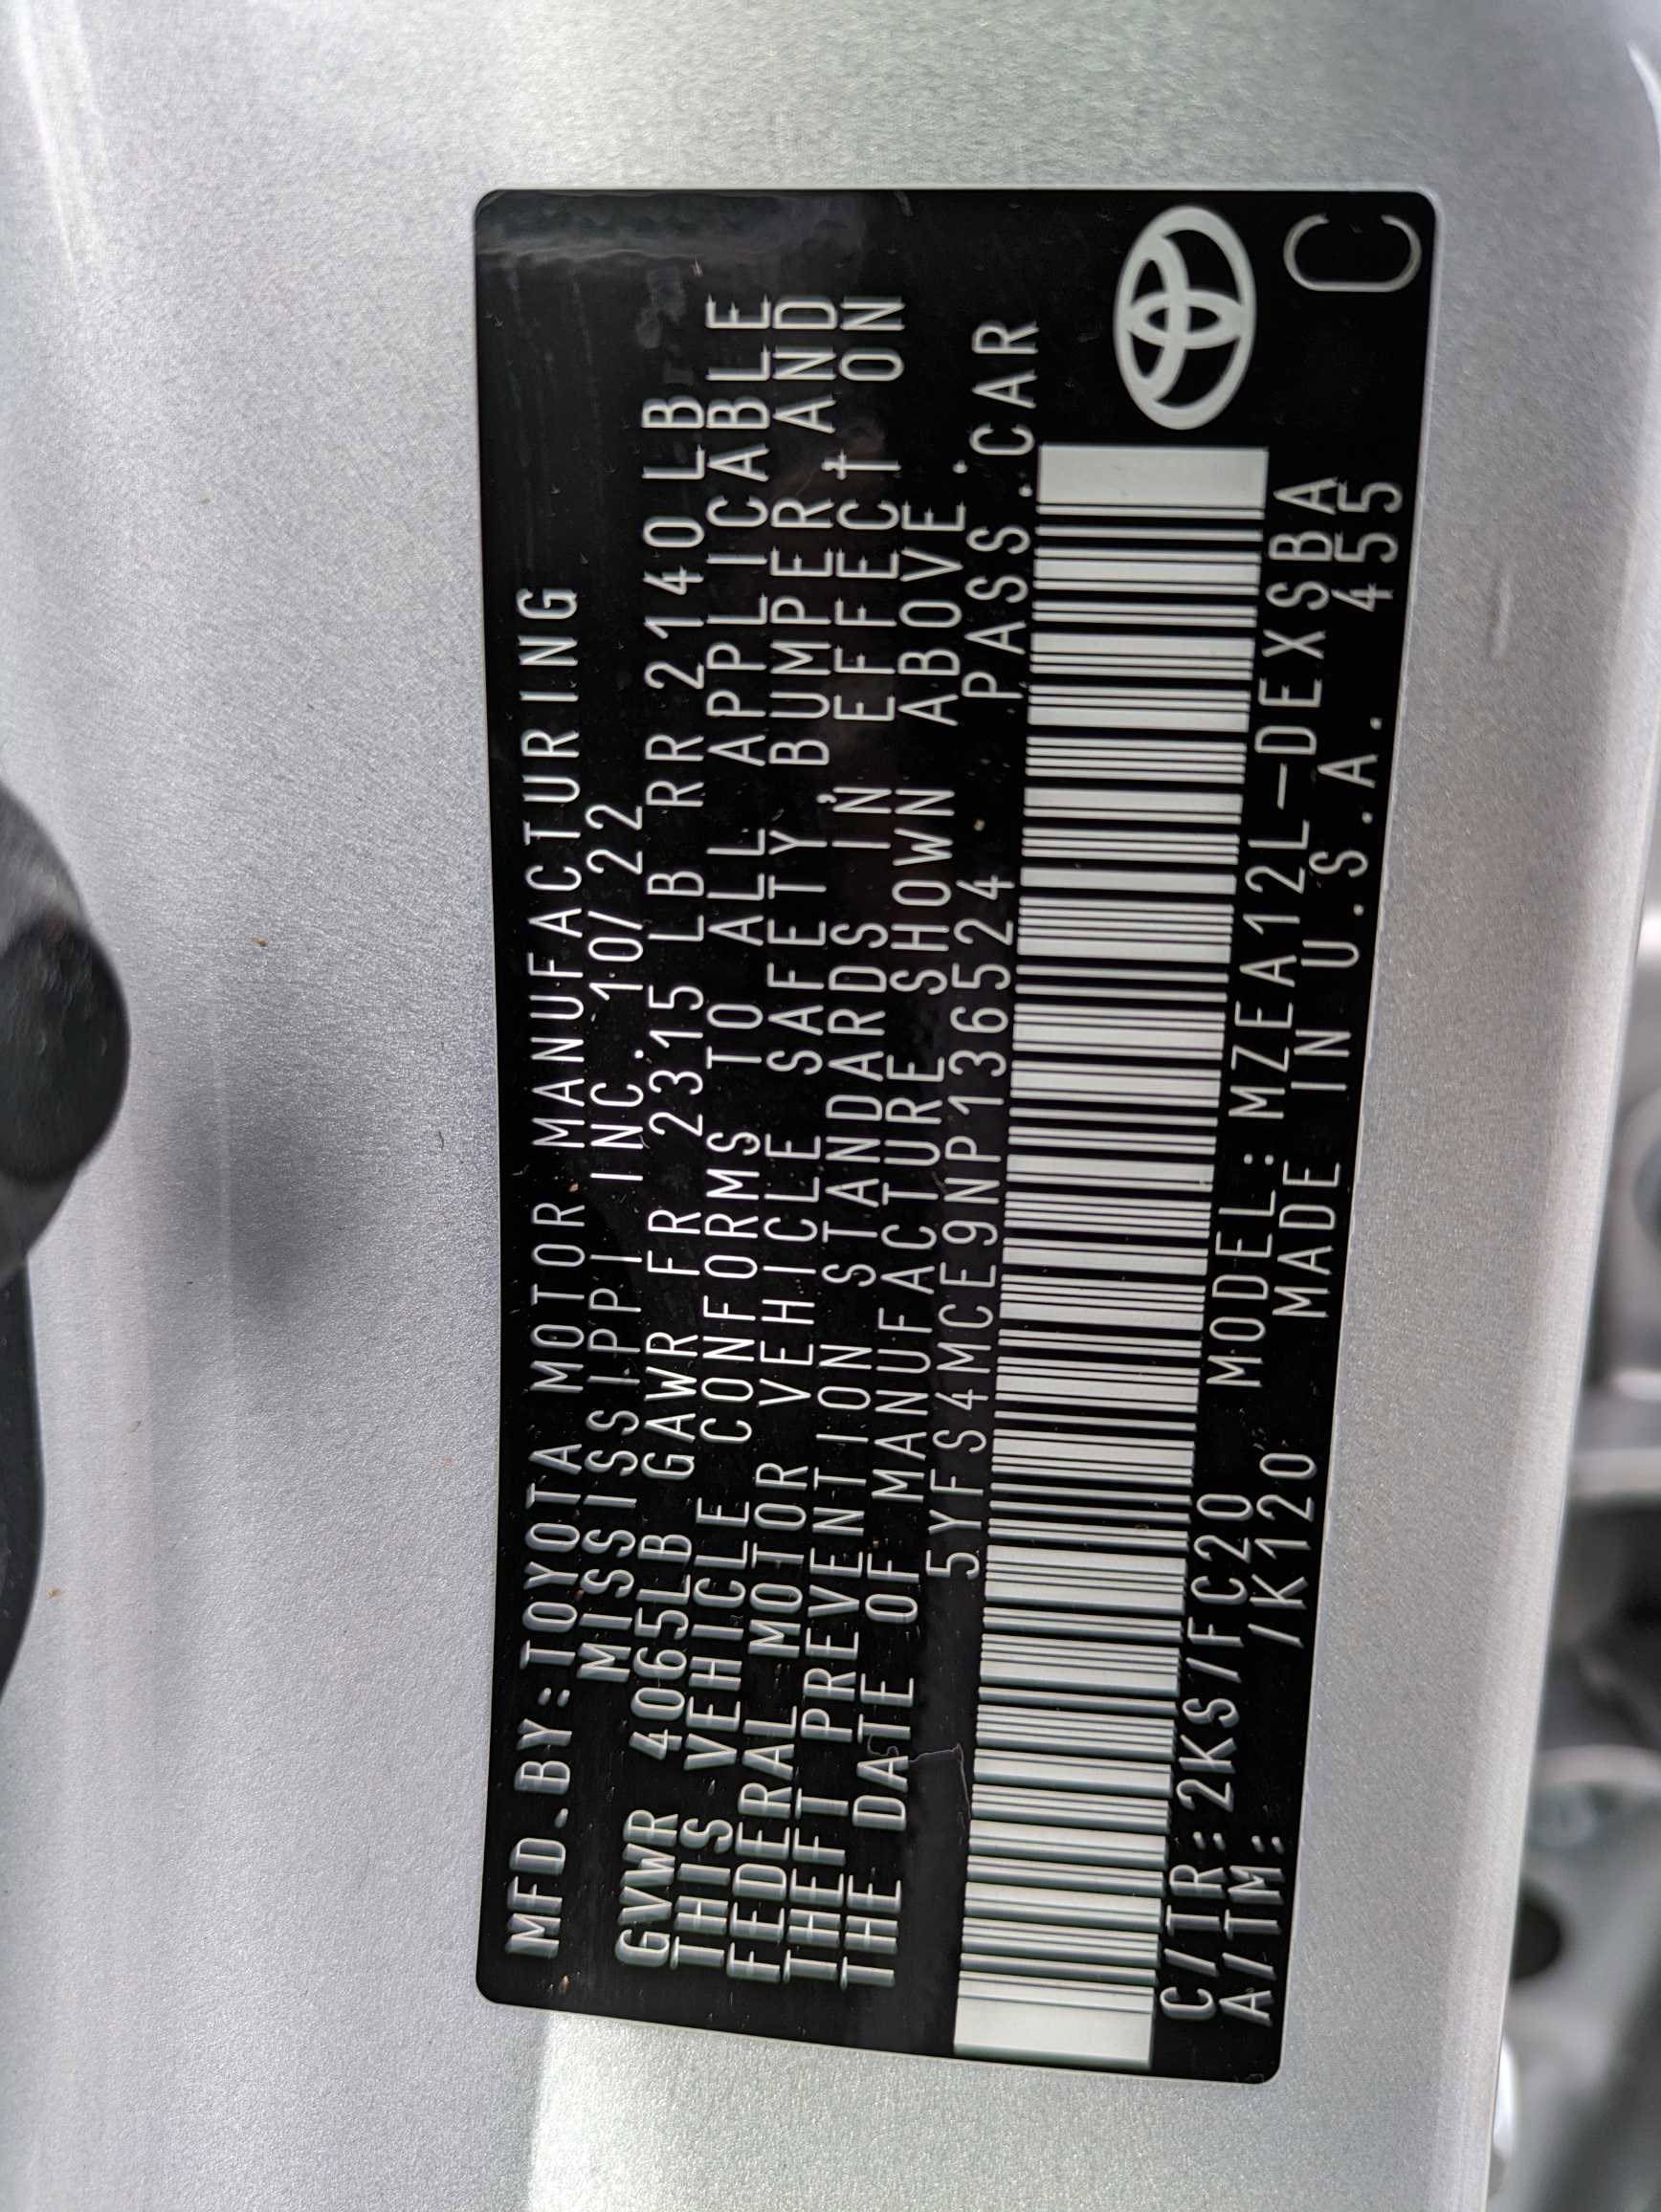 MFD.BY: TOYOTA MOTOR MANUFACTURING
MISSISSIPPI INC. 10/22
GVWR 4065LB GAWR FR 2315 LB RR 2140LB
THIS VEHICLE CONFORMS TO ALL APPLICABLE
FEDERAL MOTOR VEHICLE SAFETY, BUMPER, AND
THEFT PREVENTION STANDARDS IN EFFECT ON
THE DATE OF MANUFACTURE SHOWN ABOVE.
5YFS4MCE9NP136524 PASS.CAR
C/TR:2KS/FC20 MODEL:MZEA12L-DEXSBA
A/TM: /K120 MADE IN U.S.A. 455
C